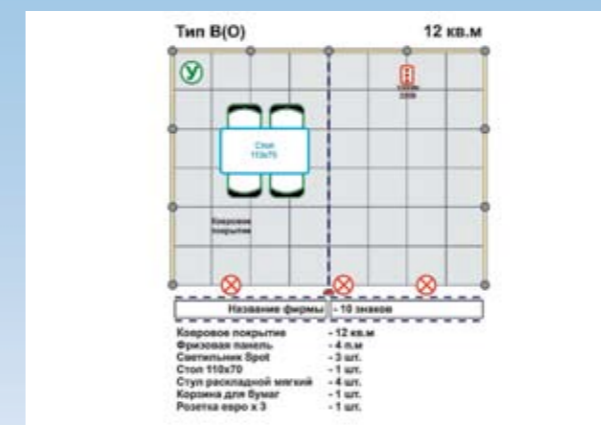 Тип В(О) 12 кв.м
У
220В
Стол
110х70
Ковровое
покрытие
Название фирмы - 10 знаков
Ковровое покрытие - 12 кв.м
Фризовая панель - 4 п.м
Светильник Spot - 3 шт.
Стол 110х70 - 1 шт.
Стул раскладной мягкий - 4 шт.
Корзина для бумаг - 1 шт.
Розетка евро х 3 - 1 шт.